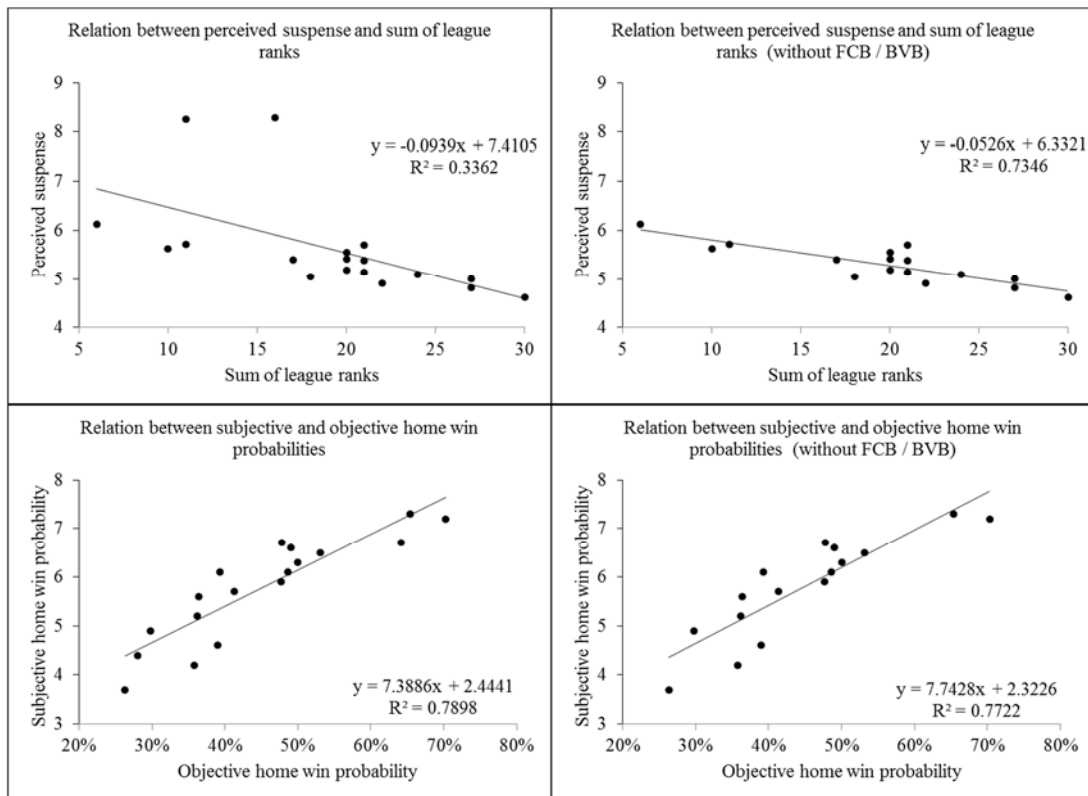 Relation between perceived suspense and sum of league
ranks
9
8
7
6
5
4
5
10
15
20
25
30
Perceived suspense
Sum of league ranks
y = -0.0939x + 7.4105
R² = 0.3362
Relation between perceived suspense and sum of league
ranks (without FCB / BVB)
9
8
7
6
5
4
5
10
15
20
25
30
Perceived suspense
Sum of league ranks
y = -0.0526x + 6.3321
R² = 0.7346
Relation between subjective and objective home win
probabilities
8
7
6
5
4
3
20%
30%
40%
50%
60%
70%
80%
Subjective home win probability
Objective home win probability
y = 7.3886x + 2.4441
R² = 0.7898
Relation between subjective and objective home win
probabilities (without FCB / BVB)
8
7
6
5
4
3
20%
30%
40%
50%
60%
70%
80%
Subjective home win probability
Objective home win probability
y = 7.7428x + 2.3226
R² = 0.7722